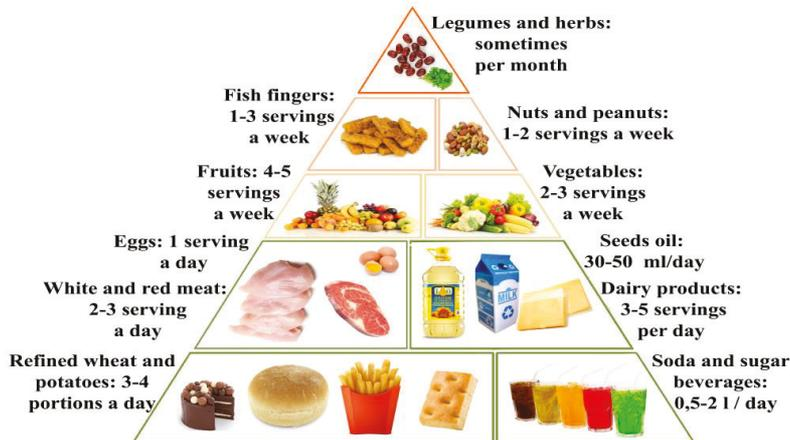 Legumes and herbs:
sometimes
per month
Fish fingers:
1-3 servings
a week
Nuts and peanuts:
1-2 servings a week
Fruits: 4-5
servings
a week
Vegetables:
2-3 servings
a week
Eggs: 1 serving
a day
White and red meat:
2-3 serving
a day
Seeds oil:
30-50 ml/day
Dairy products:
3-5 servings
per day
MILK
Refined wheat and
potatoes: 3-4
portions a day
Soda and sugar
beverages:
0,5-2 l / day